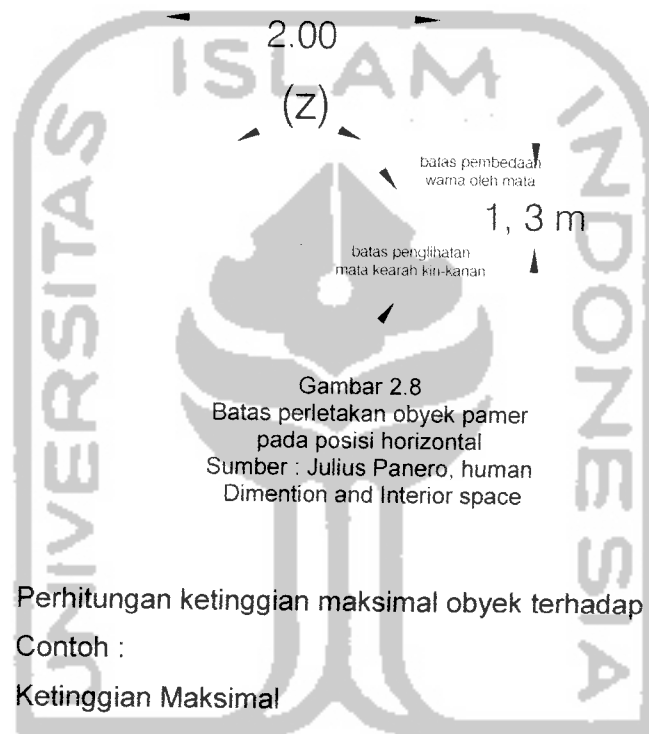 2.00
(Z)
batas pembedaan
warna oleh mata
1, 3 m
batas penglihatan
mata kearah kiri-kanan
Gambar 2.8
Batas perletakan obyek pamer
pada posisi horizontal
Sumber : Julius Panero, human
Dimention and Interior space
Perhitungan ketinggian maksimal obyek terhadap
Contoh :
Ketinggian Maksimal
UNIVERSITAS
ISLAM
INDONESIA